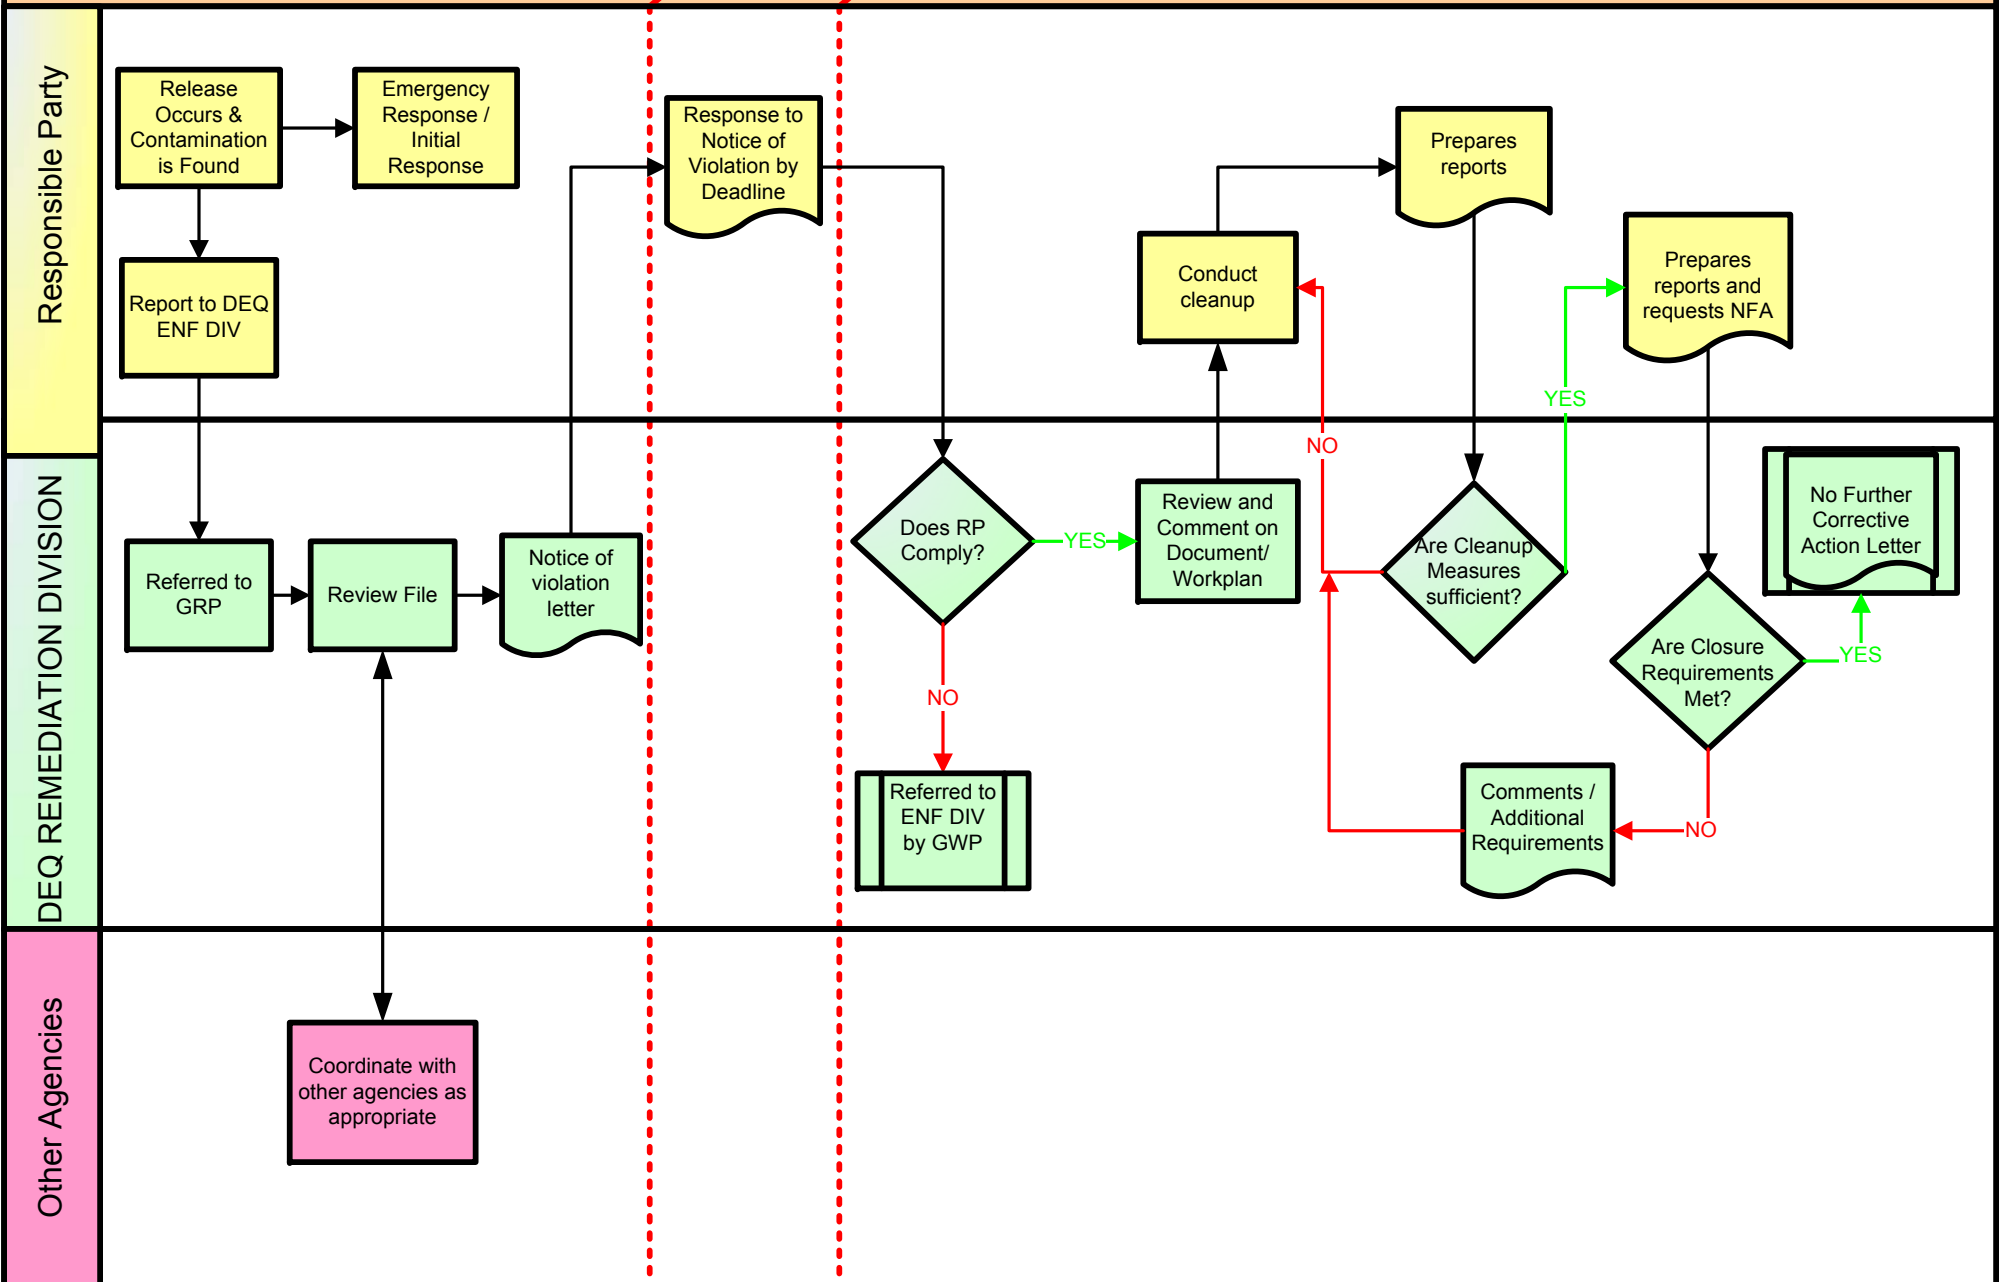 Responsible Party
Release
Occurs &
Contamination
is Found
Emergency
Response /
Initial
Response
Report to DEQ
ENF DIV
Response to
Notice of
Violation by
Deadline
Conduct
cleanup
Prepares
reports
Prepares
reports and
requests NFA
YES
NO
DEQ REMEDIATION DIVISION
Referred to
GRP
Review File
Notice of
violation
letter
Does RP
Comply?
YES
NO
Referred to
ENF DIV
by GWP
Review and
Comment on
Document/
Workplan
Are Cleanup
Measures
sufficient?
Are Closure
Requirements
Met?
YES
NO
No Further
Corrective
Action Letter
Comments /
Additional
Requirements
Other Agencies
Coordinate with
other agencies as
appropriate